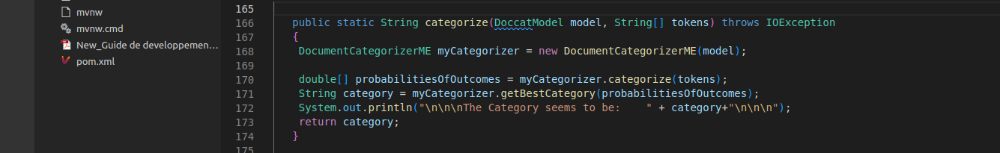 mvnw
mvnw.cmd
New_Guide de developpemen...
pom.xml
165
166 public static String categorize(DoccatModel model, String[] tokens) throws IOException
167 {
168 DocumentCategorizerME myCategorizer = new DocumentCategorizerME(model);
169
170 double[] probabilitiesOfOutcomes = myCategorizer.categorize(tokens);
171 String category = myCategorizer.getBestCategory(probabilitiesOfOutcomes);
172 System.out.println("\n\n\nThe Category seems to be:    " + category+"\n\n\n");
173 return category;
174 }
175